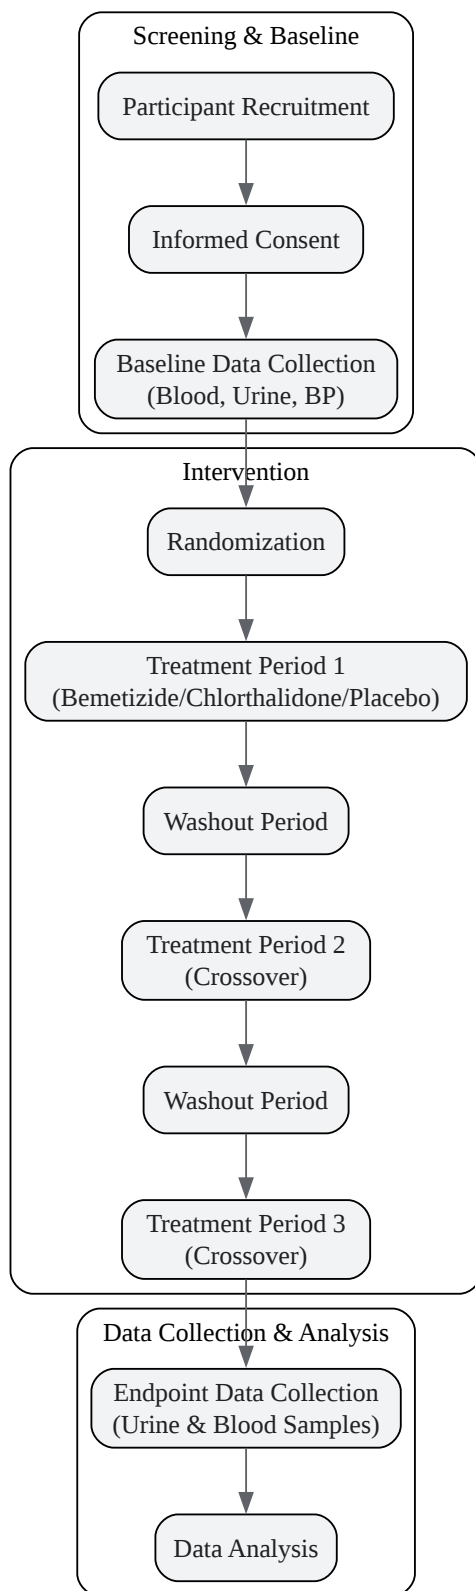 Screening & Baseline
Participant Recruitment
Informed Consent
Baseline Data Collection
(Blood, Urine, BP)
Intervention
Randomization
Treatment Period 1
(Bemetizide/Chlorthalidone/Placebo)
Washout Period
Treatment Period 2
(Crossover)
Washout Period
Treatment Period 3
(Crossover)
Data Collection & Analysis
Endpoint Data Collection
(Urine & Blood Samples)
Data Analysis